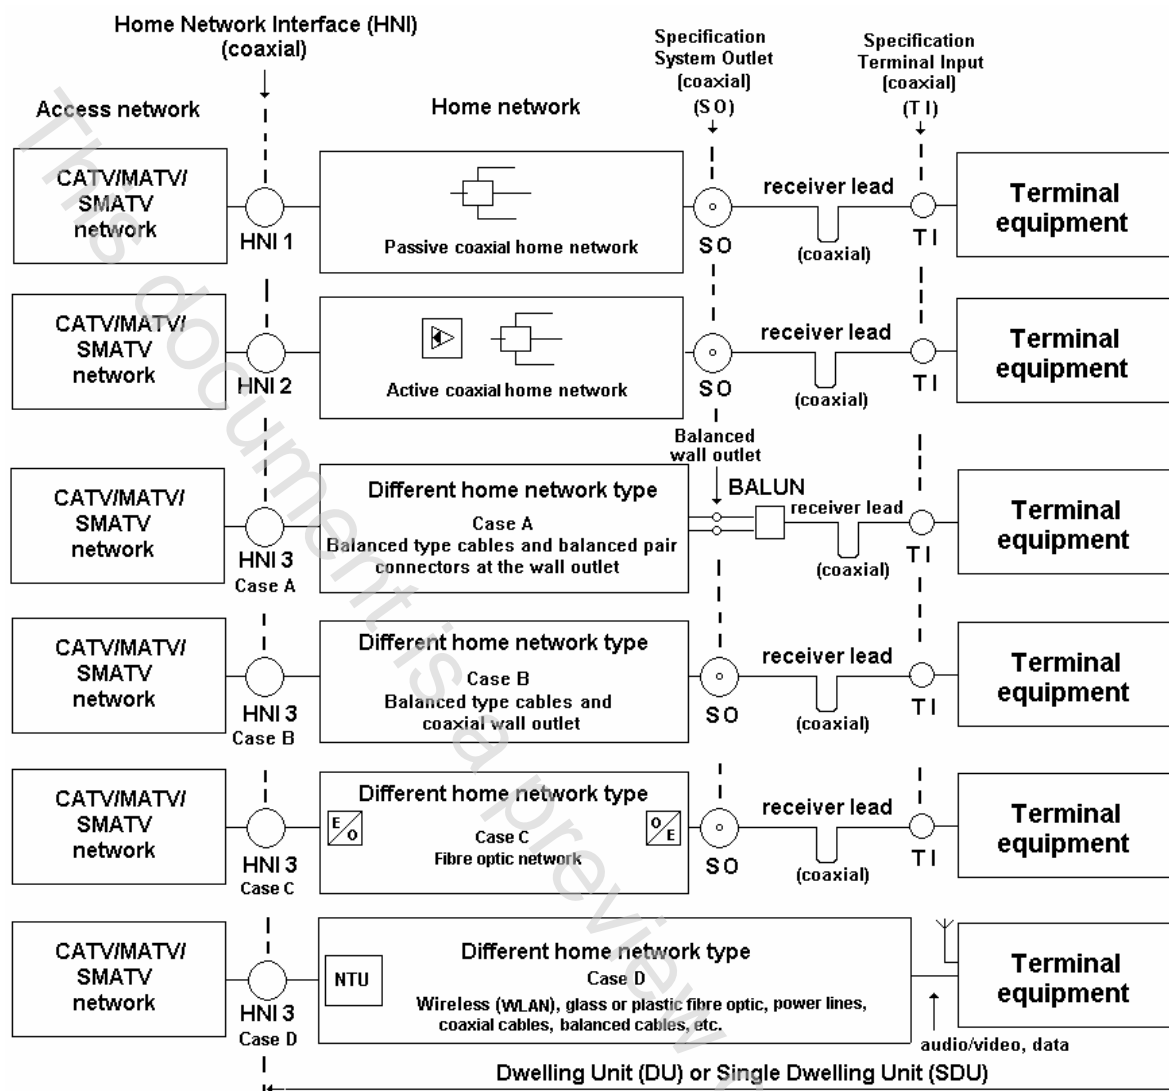 Home Network Interface (HNI)
(coaxial)
Specification
System Outlet
(coaxial)
(SO)
Specification
Terminal Input
(coaxial)
(TI)
Access network
Home network
CATV/MATV/
SMATV
network
HNI 1
Passive coaxial home network
SO
receiver lead
(coaxial)
TI
Terminal
equipment
CATV/MATV/
SMATV
network
HNI 2
Active coaxial home network
SO
receiver lead
(coaxial)
TI
Terminal
equipment
Balanced
wall outlet
CATV/MATV/
SMATV
network
HNI 3
Case A
Different home network type
Case A
Balanced type cables and balanced pair
connectors at the wall outlet
BALUN
receiver lead
(coaxial)
TI
Terminal
equipment
CATV/MATV/
SMATV
network
HNI 3
Case B
Different home network type
Case B
Balanced type cables and
coaxial wall outlet
SO
receiver lead
(coaxial)
TI
Terminal
equipment
CATV/MATV/
SMATV
network
HNI 3
Case C
Different home network type
E/O
Case C
Fibre optic network
O/E
SO
receiver lead
(coaxial)
TI
Terminal
equipment
CATV/MATV/
SMATV
network
HNI 3
Case D
NTU
Different home network type
Case D
Wireless (WLAN), glass or plastic fibre optic, power lines,
coaxial cables, balanced cables, etc.
audio/video, data
Terminal
equipment
Dwelling Unit (DU) or Single Dwelling Unit (SDU)
This document is a preview